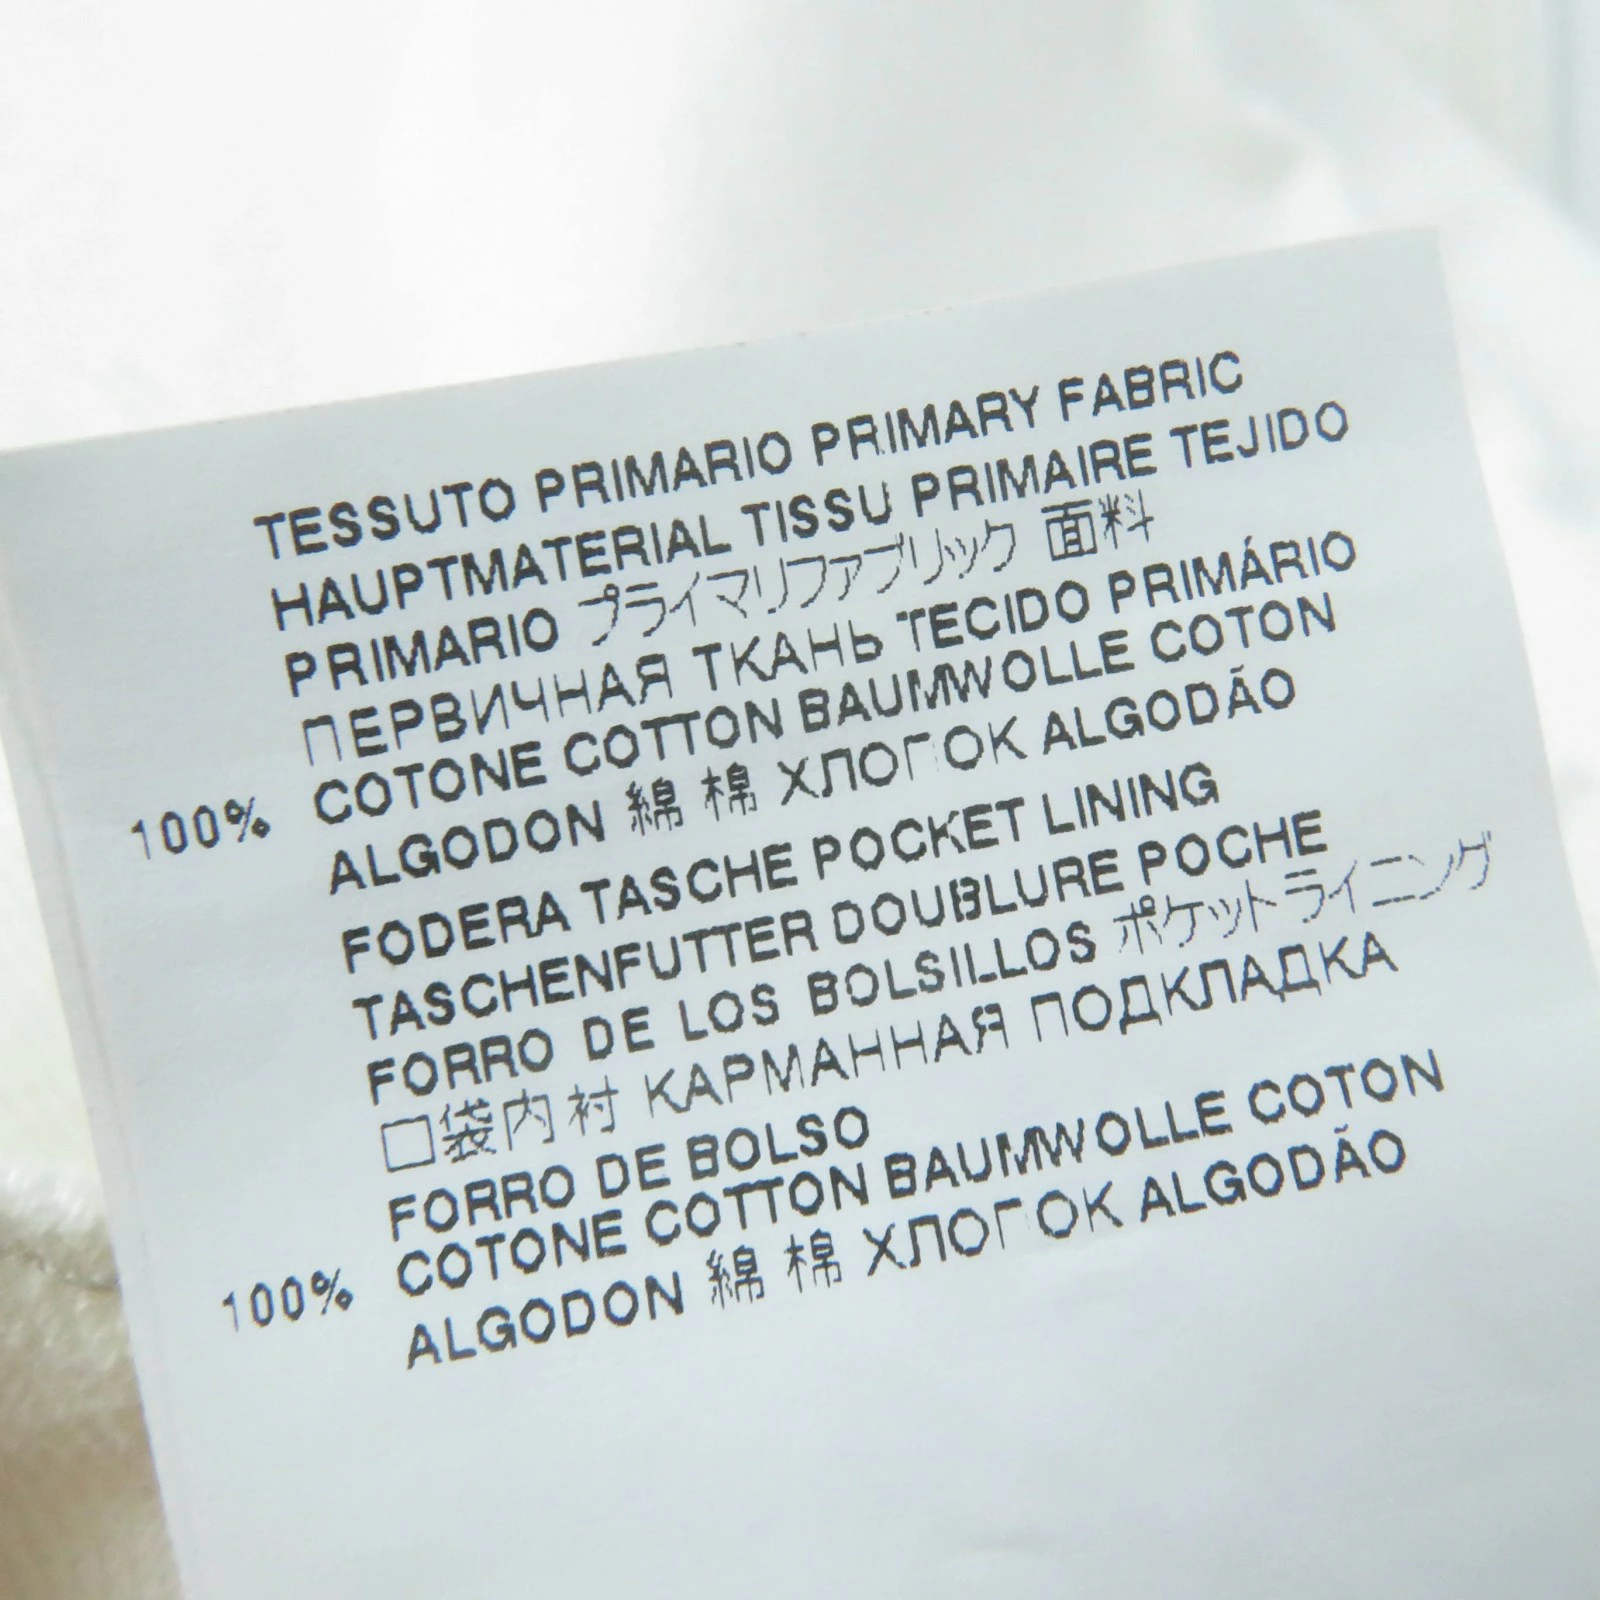 TESSUTO PRIMARIO PRIMARY FABRIC
HAUPTMATERIAL TISSU PRIMAIRE TEJIDO
PRIMARIO プライマリファブリック 面料
ПЕРВИЧНАЯ ТКАНЬ TECIDO PRIMÁRIO
100% COTONE COTTON BAUMWOLLE COTON
ALGODON 綿 棉 ХЛОПОК ALGODÃO
FODERA TASCHE POCKET LINING
TASCHENFUTTER DOUBLURE POCHE
FORRO DE LOS BOLSILLOS ポケットライニング
口袋内衬 КАРМАННАЯ ПОДКЛАДКА
FORRO DE BOLSO
100% COTONE COTTON BAUMWOLLE COTON
ALGODON 綿 棉 ХЛОПОК ALGODÃO